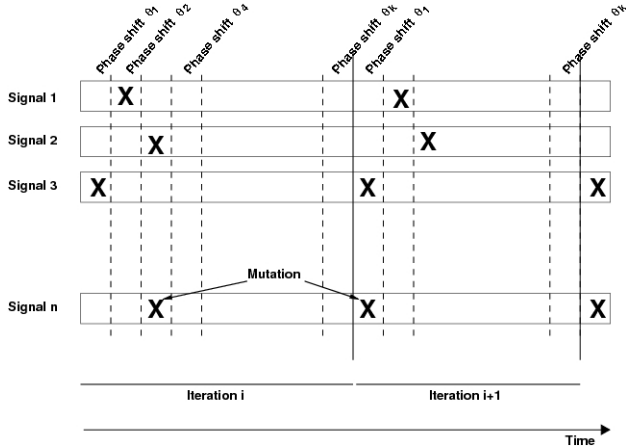 Phase shift θ1
Phase shift θ2
Phase shift θ4
Phase shift θk
Phase shift θ1
Phase shift θk
Signal 1
X
X
Signal 2
X
X
Signal 3
X
X
X
Mutation
Signal n
X
X
X
Iteration i
Iteration i+1
Time